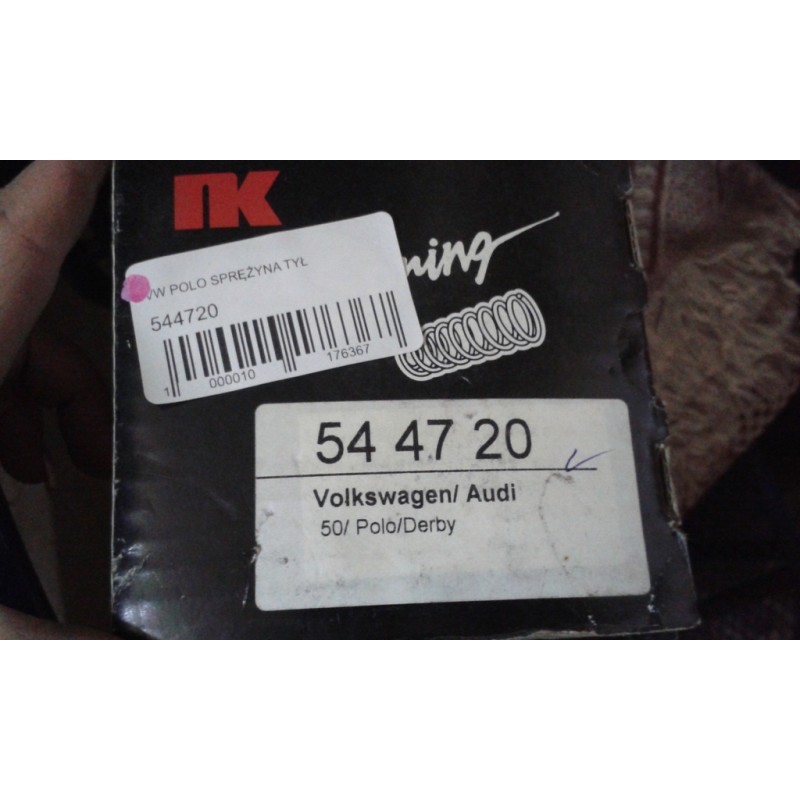 NK
VW POLO SPRĘŻYNA TYŁ
544720
1 000010 176367
54 47 20
Volkswagen/ Audi
50/ Polo/Derby